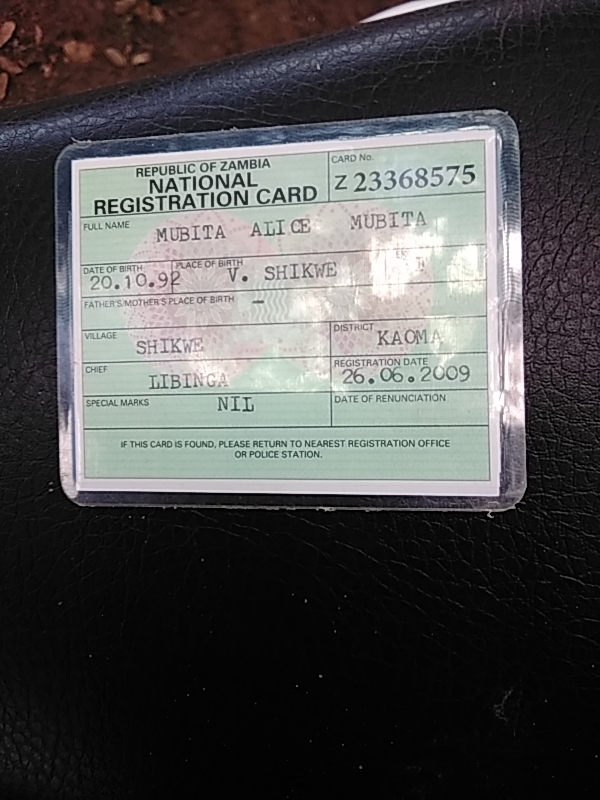 REPUBLIC OF ZAMBIA
NATIONAL
REGISTRATION CARD
CARD No.
Z 23368575
FULL NAME
MUBITA ALICE MUBITA
DATE OF BIRTH
20.10.92
PLACE OF BIRTH
V. SHIKWE
FATHER'S/MOTHER'S PLACE OF BIRTH –
VILLAGE
SHIKWE
DISTRICT
KAOMA
CHIEF
LIBINGA
REGISTRATION DATE
26.06.2009
SPECIAL MARKS NIL
DATE OF RENUNCIATION
IF THIS CARD IS FOUND, PLEASE RETURN TO NEAREST REGISTRATION OFFICE
OR POLICE STATION.